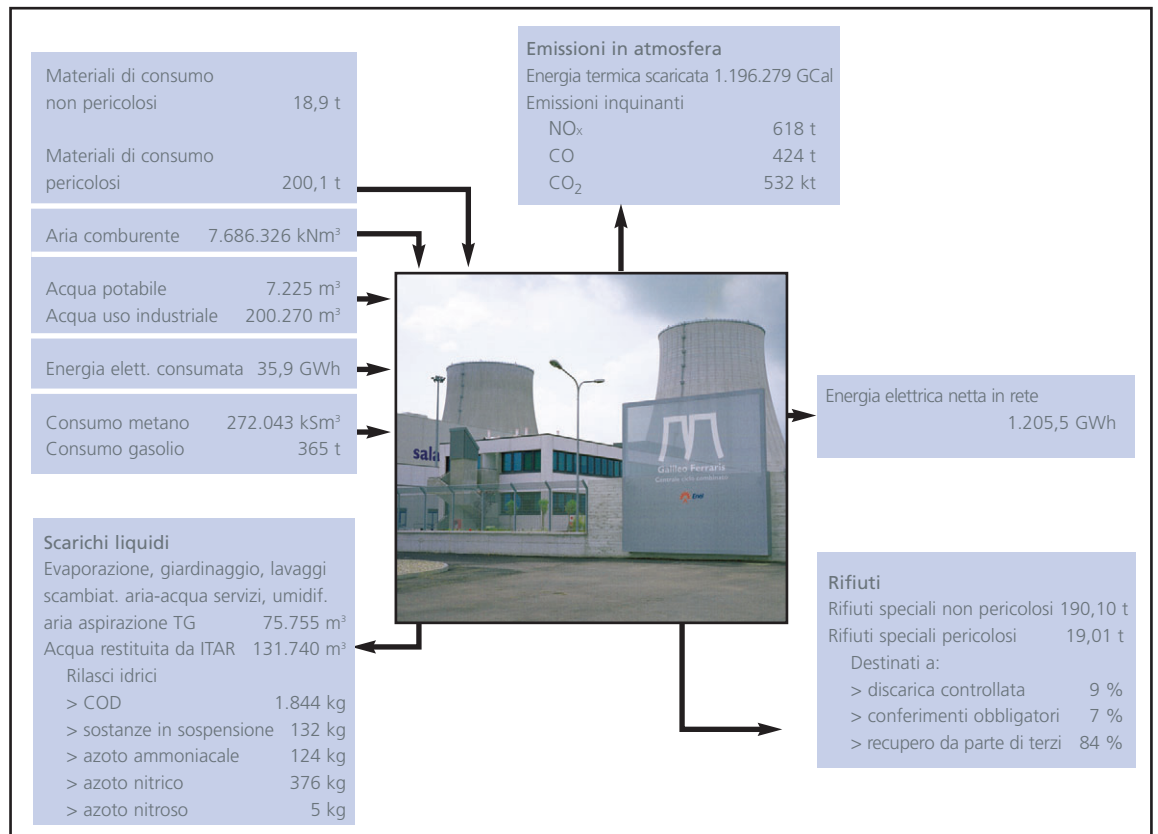 Materiali di consumo
non pericolosi 18,9 t
Materiali di consumo
pericolosi 200,1 t
Aria comburente 7.686.326 kNm³
Acqua potabile 7.225 m³
Acqua uso industriale 200.270 m³
Energia elett. consumata 35,9 GWh
Consumo metano 272.043 kSm³
Consumo gasolio 365 t
Emissioni in atmosfera
Energia termica scaricata 1.196.279 GCal
Emissioni inquinanti
NOx 618 t
CO 424 t
CO₂ 532 kt
sala
Galileo Ferraris
Centrale cicli combinati
Enel
Energia elettrica netta in rete
1.205,5 GWh
Scarichi liquidi
Evaporazione, giardinaggio, lavaggi
scambiat. aria-acqua servizi, umidif.
aria aspirazione TG 75.755 m³
Acqua restituita da ITAR 131.740 m³
Rilasci idrici
> COD 1.844 kg
> sostanze in sospensione 132 kg
> azoto ammoniacale 124 kg
> azoto nitrico 376 kg
> azoto nitroso 5 kg
Rifiuti
Rifiuti speciali non pericolosi 190,10 t
Rifiuti speciali pericolosi 19,01 t
Destinati a:
> discarica controllata 9 %
> conferimenti obbligatori 7 %
> recupero da parte di terzi 84 %